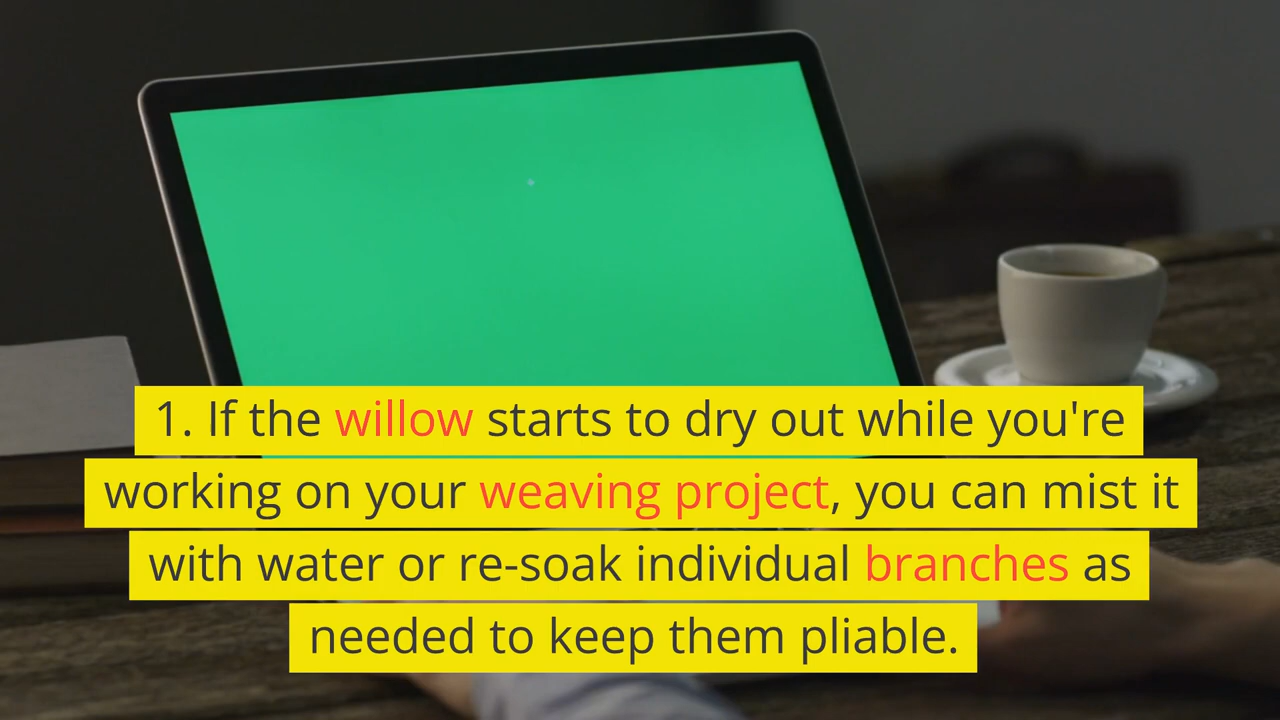 1. If the willow starts to dry out while you're
working on your weaving project, you can mist it
with water or re-soak individual branches as
needed to keep them pliable.